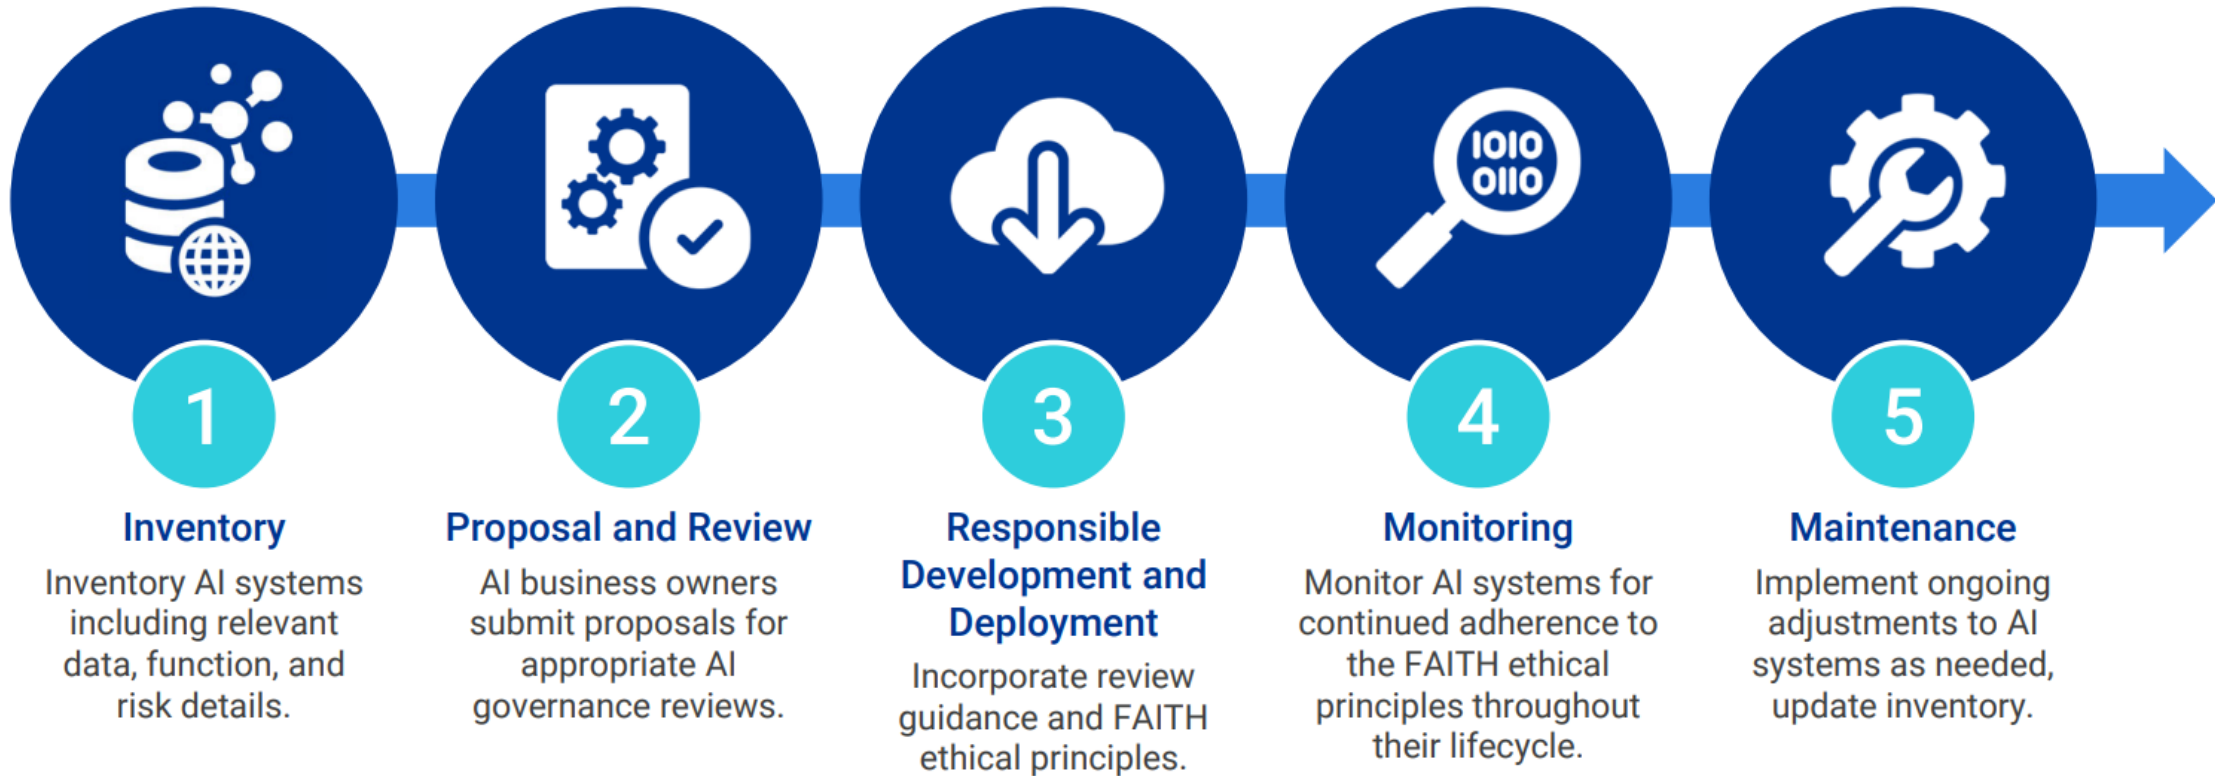 1010
0110
1
Inventory
Inventory AI systems
including relevant
data, function, and
risk details.
2
Proposal and Review
AI business owners
submit proposals for
appropriate AI
governance reviews.
3
Responsible
Development and
Deployment
Incorporate review
guidance and FAITH
ethical principles.
4
Monitoring
Monitor AI systems for
continued adherence to
the FAITH ethical
principles throughout
their lifecycle.
5
Maintenance
Implement ongoing
adjustments to AI
systems as needed,
update inventory.